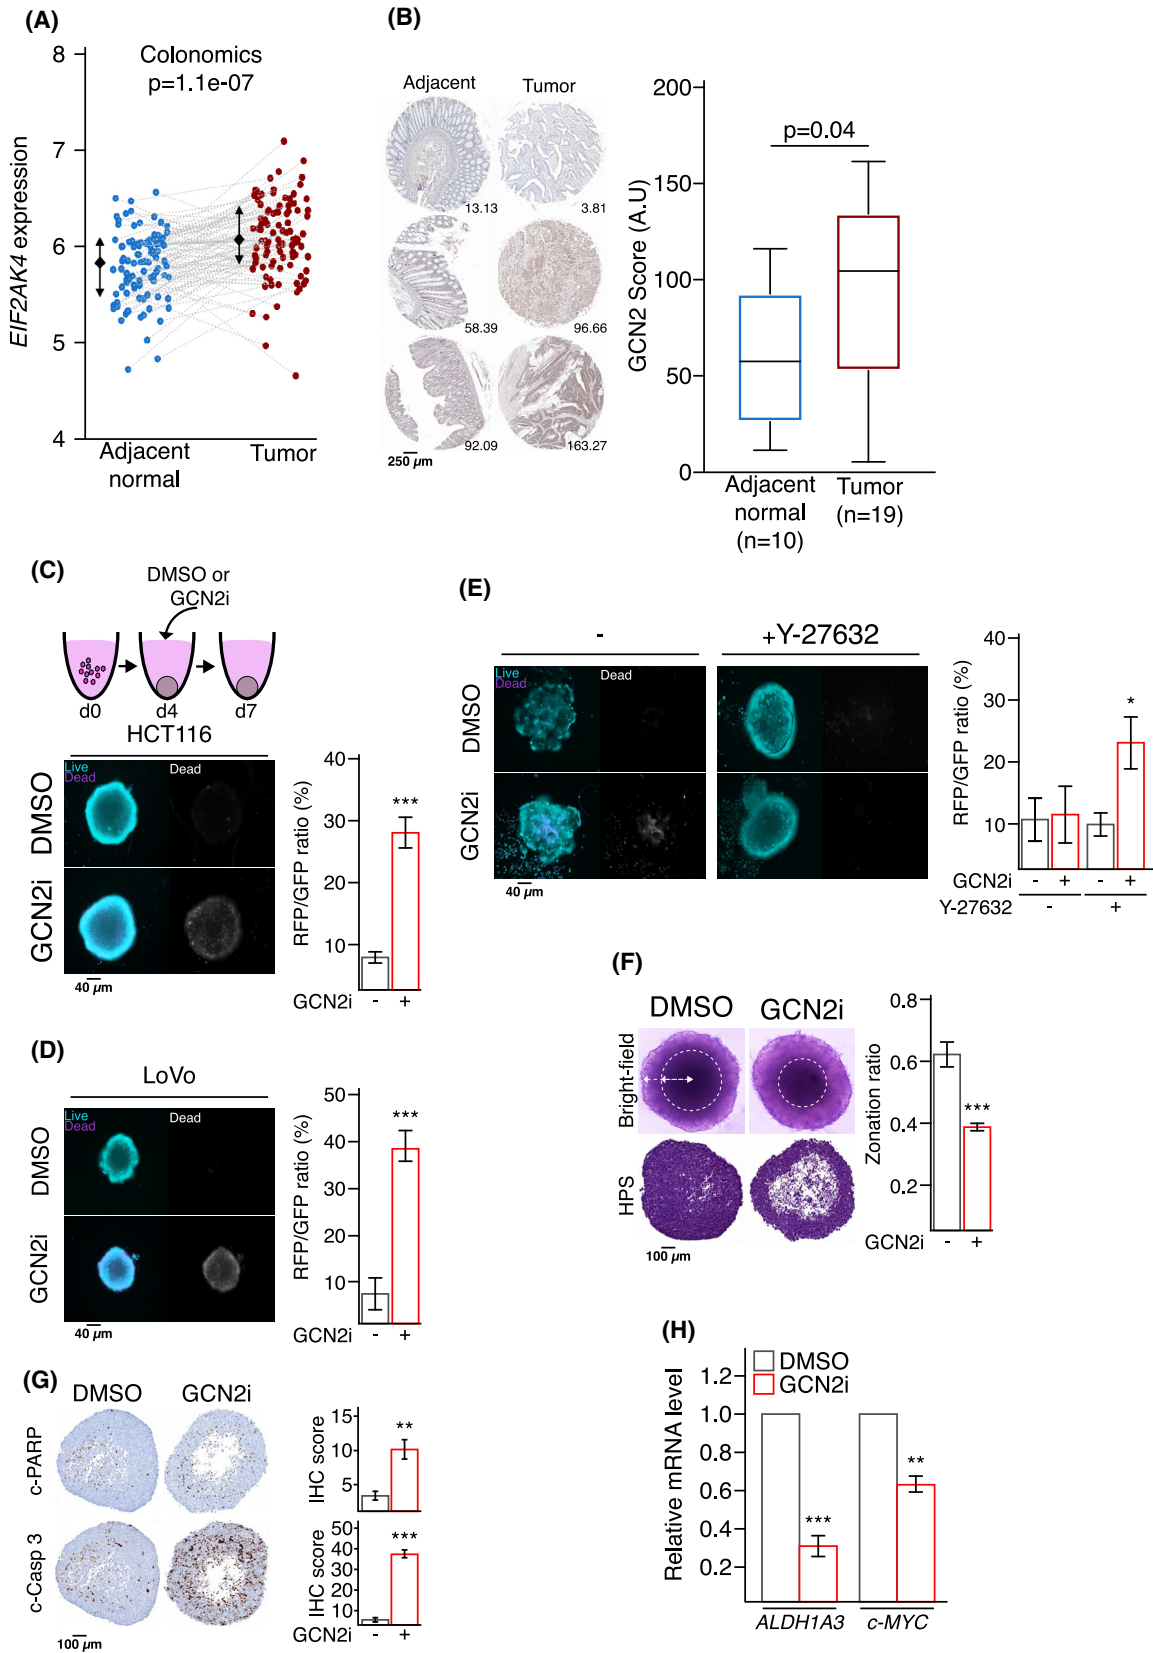 (A)
Colonomics
p=1.1e-07
EIF2AK4 expression
8
7
6
5
4
Adjacent
normal
Tumor
(B)
Adjacent
Tumor
13.13
3.81
58.39
96.66
92.09
163.27
250 µm
GCN2 Score (A.U)
200
150
100
50
0
p=0.04
Adjacent
normal
(n=10)
Tumor
(n=19)
(C)
DMSO or
GCN2i
d0
d4
d7
HCT116
DMSO
GCN2i
Live
Dead
Dead
40 µm
RFP/GFP ratio (%)
40
30
20
10
***
GCN2i - +
(D)
LoVo
DMSO
GCN2i
Live
Dead
Dead
40 µm
RFP/GFP ratio (%)
50
40
30
20
10
***
GCN2i - +
(E)
-
+Y-27632
DMSO
GCN2i
Live
Dead
Dead
40 µm
RFP/GFP ratio (%)
40
30
20
10
*
GCN2i - + - +
Y-27632 - +
(F)
DMSO
GCN2i
Bright-field
HPS
100 µm
Zonation ratio
0.8
0.6
0.4
0.2
***
GCN2i - +
(G)
DMSO
GCN2i
c-PARP
c-Casp 3
100 µm
IHC score
15
10
5
**
IHC score
50
40
30
20
10
***
GCN2i - +
(H)
DMSO
GCN2i
Relative mRNA level
1.2
1.0
0.8
0.6
0.4
0.2
***
**
ALDH1A3
c-MYC